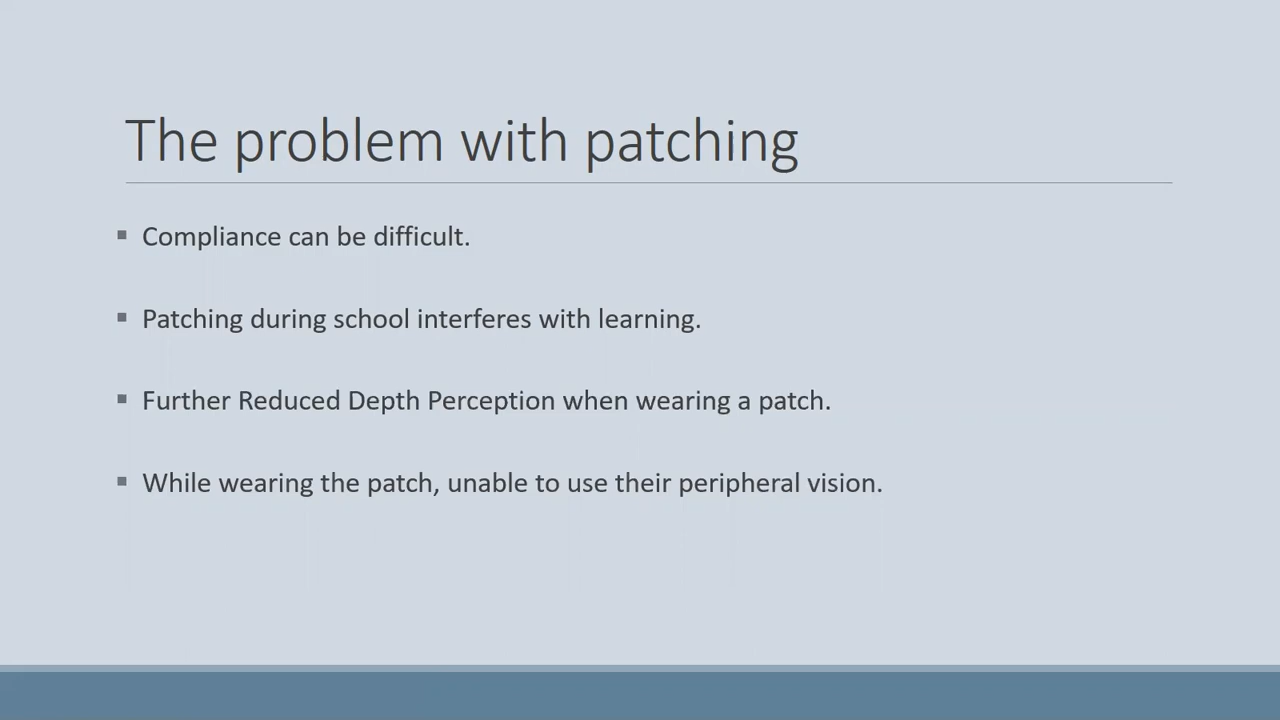 The problem with patching
▪ Compliance can be difficult.
▪ Patching during school interferes with learning.
▪ Further Reduced Depth Perception when wearing a patch.
▪ While wearing the patch, unable to use their peripheral vision.